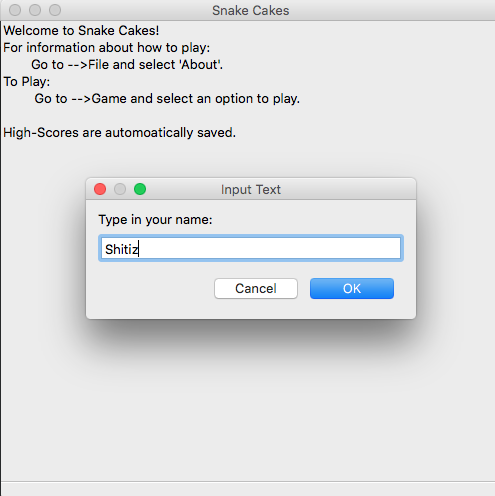 Snake Cakes
Welcome to Snake Cakes!
For information about how to play:
Go to -->File and select 'About'.
To Play:
Go to -->Game and select an option to play.
High-Scores are automoatically saved.
Input Text
Type in your name:
Shitiz
Cancel OK